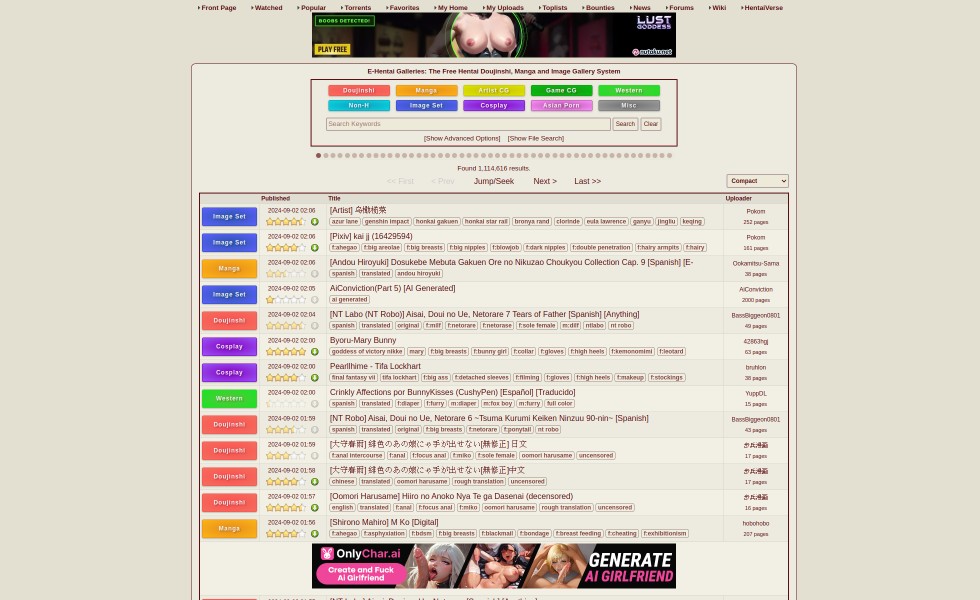 Front Page Watched Popular Torrents Favorites My Home My Uploads Toplists Bounties News Forums Wiki HentaiVerse
BOOBS DETECTED!
LUST GODDESS
PLAY FREE
nutaku.net
E-Hentai Galleries: The Free Hentai Doujinshi, Manga and Image Gallery System
Doujinshi Manga Artist CG Game CG Western
Non-H Image Set Cosplay Asian Porn Misc
Search Keywords Search Clear
[Show Advanced Options] [Show File Search]
Found 1,114,616 results.
<< First < Prev Jump/Seek Next > Last >> Compact
Published Title Uploader
Image Set 2024-09-02 02:06 [Artist] 乌衞桅菜 Pokom
azur lane genshin impact honkai gakuen honkai star rail bronya rand clorinde eula lawrence ganyu jingliu keqing 252 pages
Image Set 2024-09-02 02:06 [Pixiv] kai jj (16429594) Pokom
f:ahegao f:big areolae f:big breasts f:big nipples f:blowjob f:dark nipples f:double penetration f:hairy armpits f:hairy 161 pages
Manga 2024-09-02 02:06 [Andou Hiroyuki] Dosukebe Mebuta Gakuen Ore no Nikuzao Choukyou Collection Cap. 9 [Spanish] [E- Ookamitsu-Sama
spanish translated andou hiroyuki 38 pages
Image Set 2024-09-02 02:05 AiConviction(Part 5) [AI Generated] AiConviction
ai generated 2000 pages
Doujinshi 2024-09-02 02:04 [NT Labo (NT Robo)] Aisai, Doui no Ue, Netorare 7 Tears of Father [Spanish] [Anything] BassBiggeon0801
spanish translated original f:milf f:netorare f:netorase f:sole female m:dilf ntlabo nt robo 49 pages
Cosplay 2024-09-02 02:00 Byoru-Mary Bunny 42863hgj
goddess of victory nikke mary f:big breasts f:bunny girl f:collar f:gloves f:high heels f:kemonomimi f:leotard 63 pages
Cosplay 2024-09-02 02:00 Pearllhime - Tifa Lockhart bruhlon
final fantasy vii tifa lockhart f:big ass f:detached sleeves f:filming f:gloves f:high heels f:makeup f:stockings 38 pages
Western 2024-09-02 02:00 Crinkly Affections por BunnyKisses (CushyPen) [Español] [Traducido] YuppDL
spanish translated f:diaper f:furry m:diaper m:fox boy m:furry full color 15 pages
Doujinshi 2024-09-02 01:59 [NT Robo] Aisai, Doui no Ue, Netorare 6 ~Tsuma Kurumi Keiken Ninzuu 90-nin~ [Spanish] BassBiggeon0801
spanish translated original f:big breasts f:netorare f:ponytail nt robo 43 pages
Doujinshi 2024-09-02 01:59 [大守春雨] 緋色のあの娘にゃ手が出せない[無修正] 日文 步兵漫画
f:anal intercourse f:anal f:focus anal f:miko f:sole female oomori harusame uncensored 17 pages
Doujinshi 2024-09-02 01:58 [大守春雨] 緋色のあの娘にゃ手が出せない[無修正]中文 步兵漫画
chinese translated oomori harusame rough translation uncensored 17 pages
Doujinshi 2024-09-02 01:57 [Oomori Harusame] Hiiro no Anoko Nya Te ga Dasenai (decensored) 步兵漫画
english translated f:anal f:focus anal f:miko oomori harusame rough translation uncensored 16 pages
Manga 2024-09-02 01:56 [Shirono Mahiro] M Ko [Digital] hobohobo
f:ahegao f:asphyxiation f:bdsm f:big breasts f:blackmail f:bondage f:breast feeding f:cheating f:exhibitionism 207 pages
OnlyChar.ai
Create and Fuck
Ai Girlfriend
GENERATE
AI GIRLFRIEND